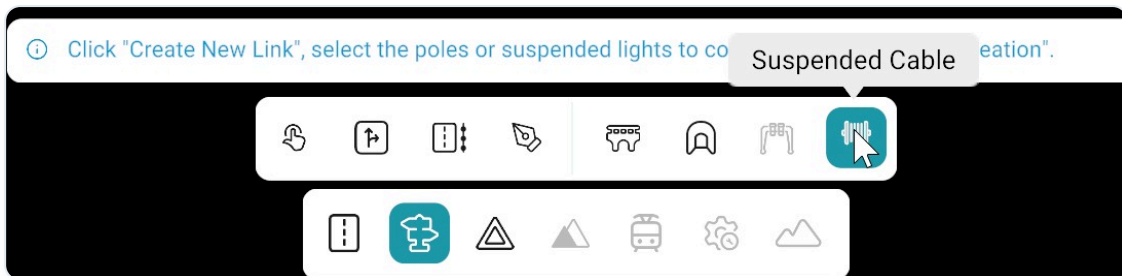 Click "Create New Link", select the poles or suspended lights to co eation".
Suspended Cable